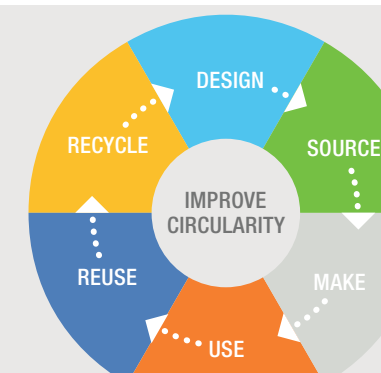 DESIGN
SOURCE
MAKE
USE
REUSE
RECYCLE
IMPROVE
CIRCULARITY